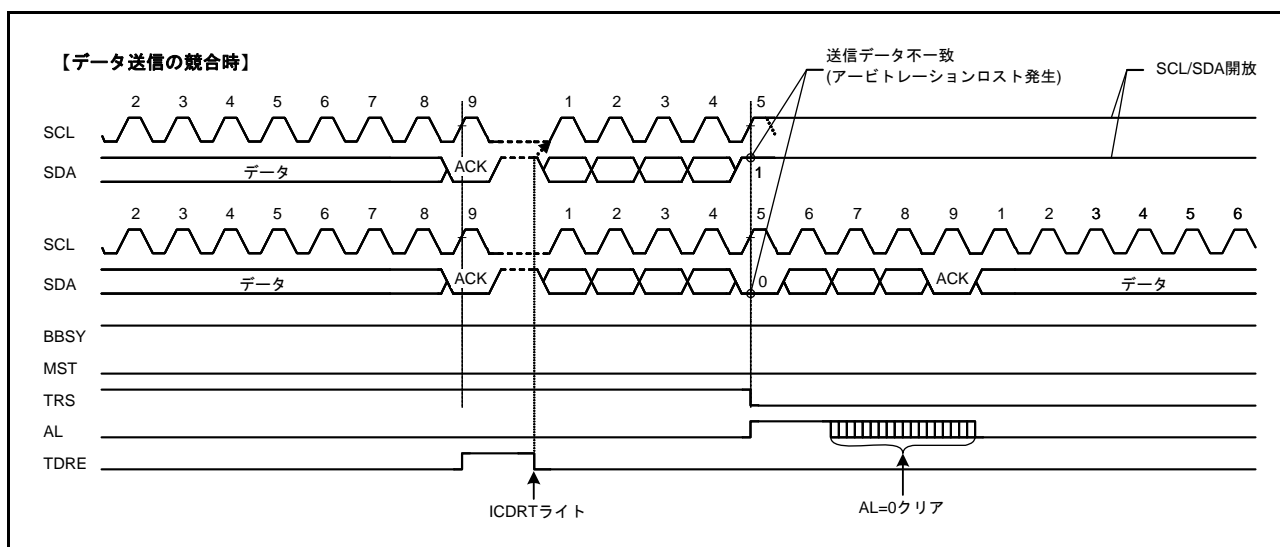 【データ送信の競合時】
送信データ不一致
(アービトレーションロスト発生)
SCL/SDA開放
2 3 4 5 6 7 8 9 1 2 3 4 5
SCL
SDA データ ACK 1
2 3 4 5 6 7 8 9 1 2 3 4 5 6 7 8 9 1 2 3 4 5 6
SCL
SDA データ ACK 0 ACK データ
BBSY
MST
TRS
AL
TDRE
ICDRTライト
AL=0クリア